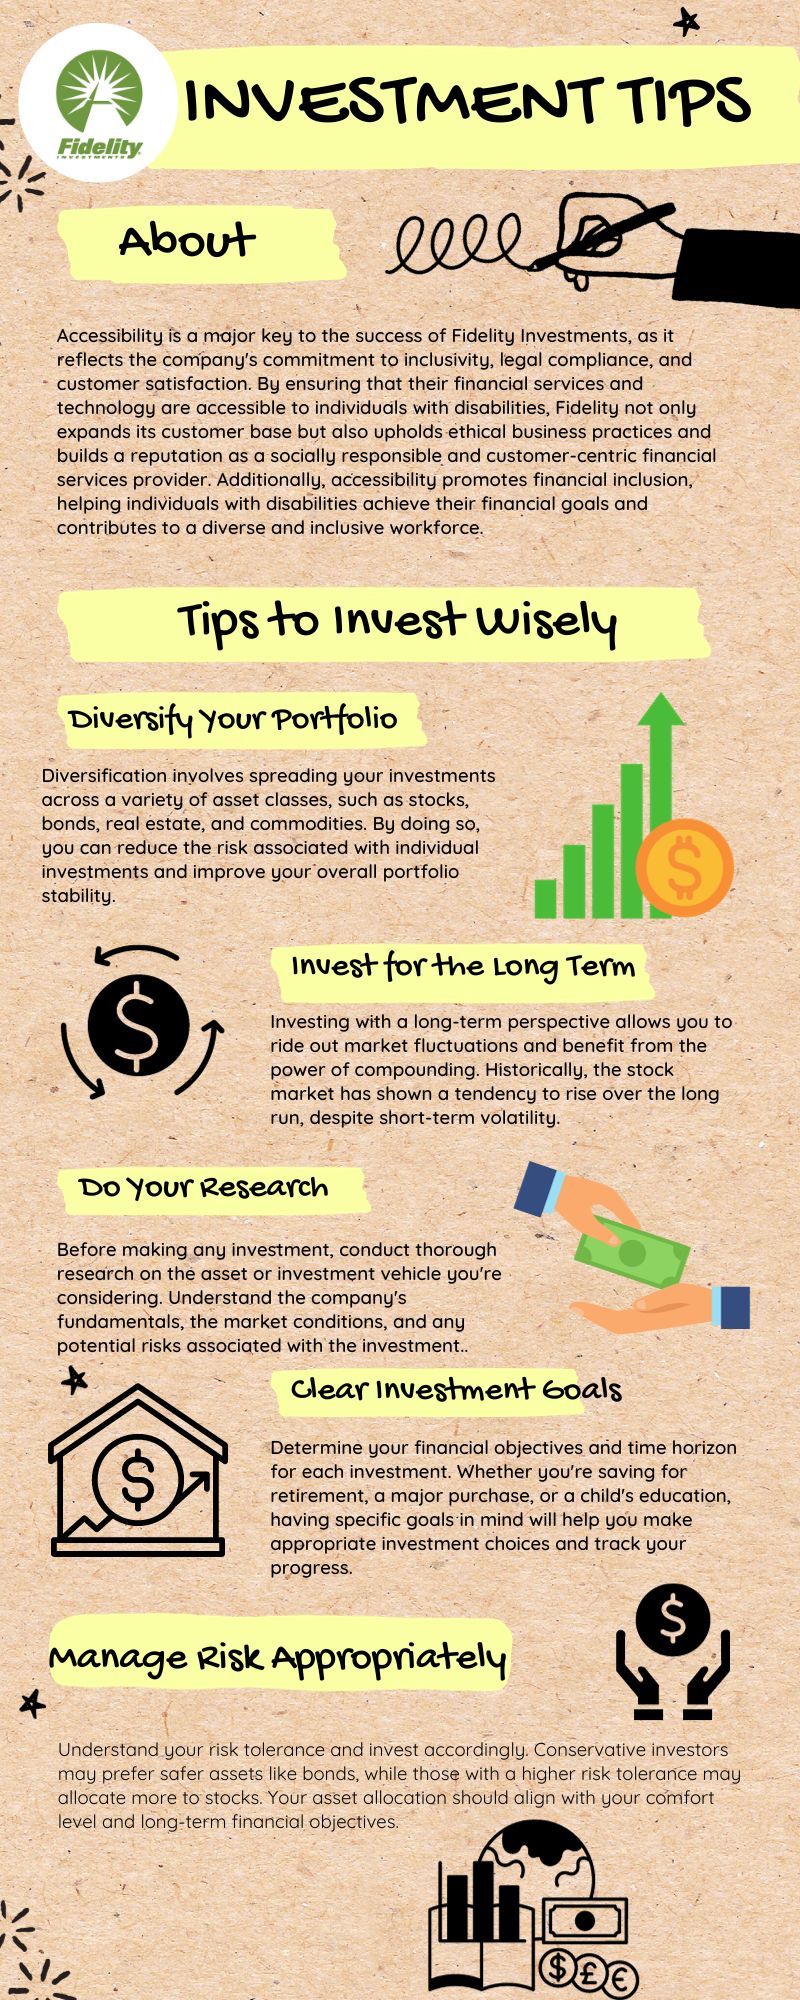 Fidelity
INVESTMENTS
INVESTMENT TIPS
About
Accessibility is a major key to the success of Fidelity Investments, as it
reflects the company's commitment to inclusivity, legal compliance, and
customer satisfaction. By ensuring that their financial services and
technology are accessible to individuals with disabilities, Fidelity not only
expands its customer base but also upholds ethical business practices and
builds a reputation as a socially responsible and customer-centric financial
services provider. Additionally, accessibility promotes financial inclusion,
helping individuals with disabilities achieve their financial goals and
contributes to a diverse and inclusive workforce.
Tips to Invest Wisely
Diversify Your Portfolio
Diversification involves spreading your investments
across a variety of asset classes, such as stocks,
bonds, real estate, and commodities. By doing so,
you can reduce the risk associated with individual
investments and improve your overall portfolio
stability.
$
Invest for the Long Term
$
Investing with a long-term perspective allows you to
ride out market fluctuations and benefit from the
power of compounding. Historically, the stock
market has shown a tendency to rise over the long
run, despite short-term volatility.
Do Your Research
Before making any investment, conduct thorough
research on the asset or investment vehicle you're
considering. Understand the company's
fundamentals, the market conditions, and any
potential risks associated with the investment..
Clear Investment Goals
$
Determine your financial objectives and time horizon
for each investment. Whether you're saving for
retirement, a major purchase, or a child's education,
having specific goals in mind will help you make
appropriate investment choices and track your
progress.
$
Manage Risk Appropriately
Understand your risk tolerance and invest accordingly. Conservative investors
may prefer safer assets like bonds, while those with a higher risk tolerance may
allocate more to stocks. Your asset allocation should align with your comfort
level and long-term financial objectives.
$ £ €